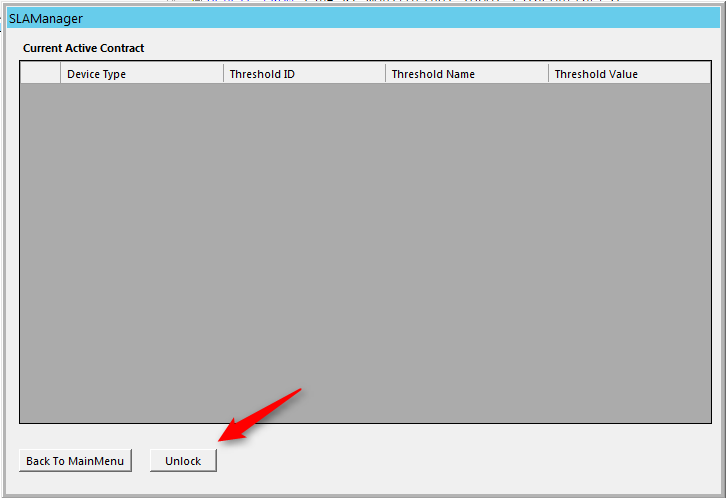 SLAManager
Current Active Contract
Device Type Threshold ID Threshold Name Threshold Value
Back To MainMenu Unlock